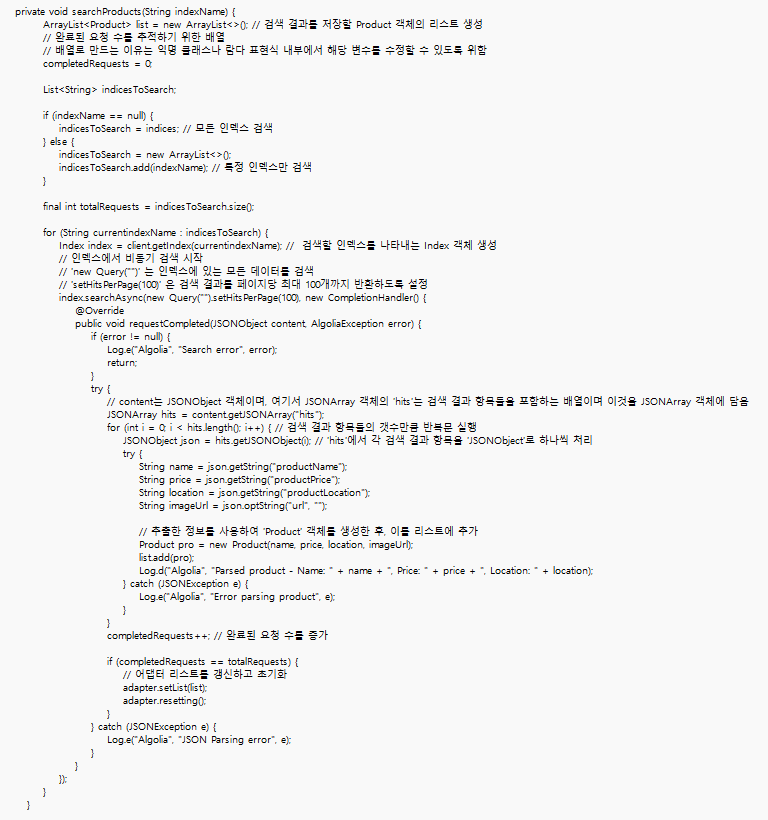 private void searchProducts(String indexName) {
ArrayList<Product> list = new ArrayList<>(); // 검색 결과를 저장할 Product 객체의 리스트 생성
// 완료된 요청 수를 추적하기 위한 배열
// 배열로 만드는 이유는 익명 클래스나 람다 표현식 내부에서 해당 변수를 수정할 수 있도록 위함
completedRequests = 0;
List<String> indicesToSearch;
if (indexName == null) {
indicesToSearch = indices; // 모든 인덱스 검색
} else {
indicesToSearch = new ArrayList<>();
indicesToSearch.add(indexName); // 특정 인덱스만 검색
}
final int totalRequests = indicesToSearch.size();
for (String currentindexName : indicesToSearch) {
Index index = client.getIndex(currentindexName); // 검색할 인덱스를 나타내는 Index 객체 생성
// 인덱스에서 비동기 검색 시작
// 'new Query("")' 는 인덱스에 있는 모든 데이터를 검색
// 'setHitsPerPage(100)' 은 검색 결과를 페이지당 최대 100개까지 반환하도록 설정
index.searchAsync(new Query("").setHitsPerPage(100), new CompletionHandler() {
@Override
public void requestCompleted(JSONObject content, AlgoliaException error) {
if (error != null) {
Log.e("Algolia", "Search error", error);
return;
}
try {
// content는 JSONObject 객체이며, 여기서 JSONArray 객체의 'hits'는 검색 결과 항목들을 포함하는 배열이며 이것을 JSONArray 객체에 담음
JSONArray hits = content.getJSONArray("hits");
for (int i = 0; i < hits.length(); i++) { // 검색 결과 항목들의 갯수만큼 반복문 실행
JSONObject json = hits.getJSONObject(i); // 'hits'에서 각 검색 결과 항목을 'JSONObject'로 하나씩 처리
try {
String name = json.getString("productName");
String price = json.getString("productPrice");
String location = json.getString("productLocation");
String imageUrl = json.optString("url", "");
// 추출한 정보를 사용하여 'Product' 객체를 생성한 후, 이를 리스트에 추가
Product pro = new Product(name, price, location, imageUrl);
list.add(pro);
Log.d("Algolia", "Parsed product - Name: " + name + ", Price: " + price + ", Location: " + location);
} catch (JSONException e) {
Log.e("Algolia", "Error parsing product", e);
}
}
completedRequests++; // 완료된 요청 수를 증가
if (completedRequests == totalRequests) {
// 어댑터 리스트를 갱신하고 초기화
adapter.setList(list);
adapter.resetting();
}
} catch (JSONException e) {
Log.e("Algolia", "JSON Parsing error", e);
}
}
});
}
}